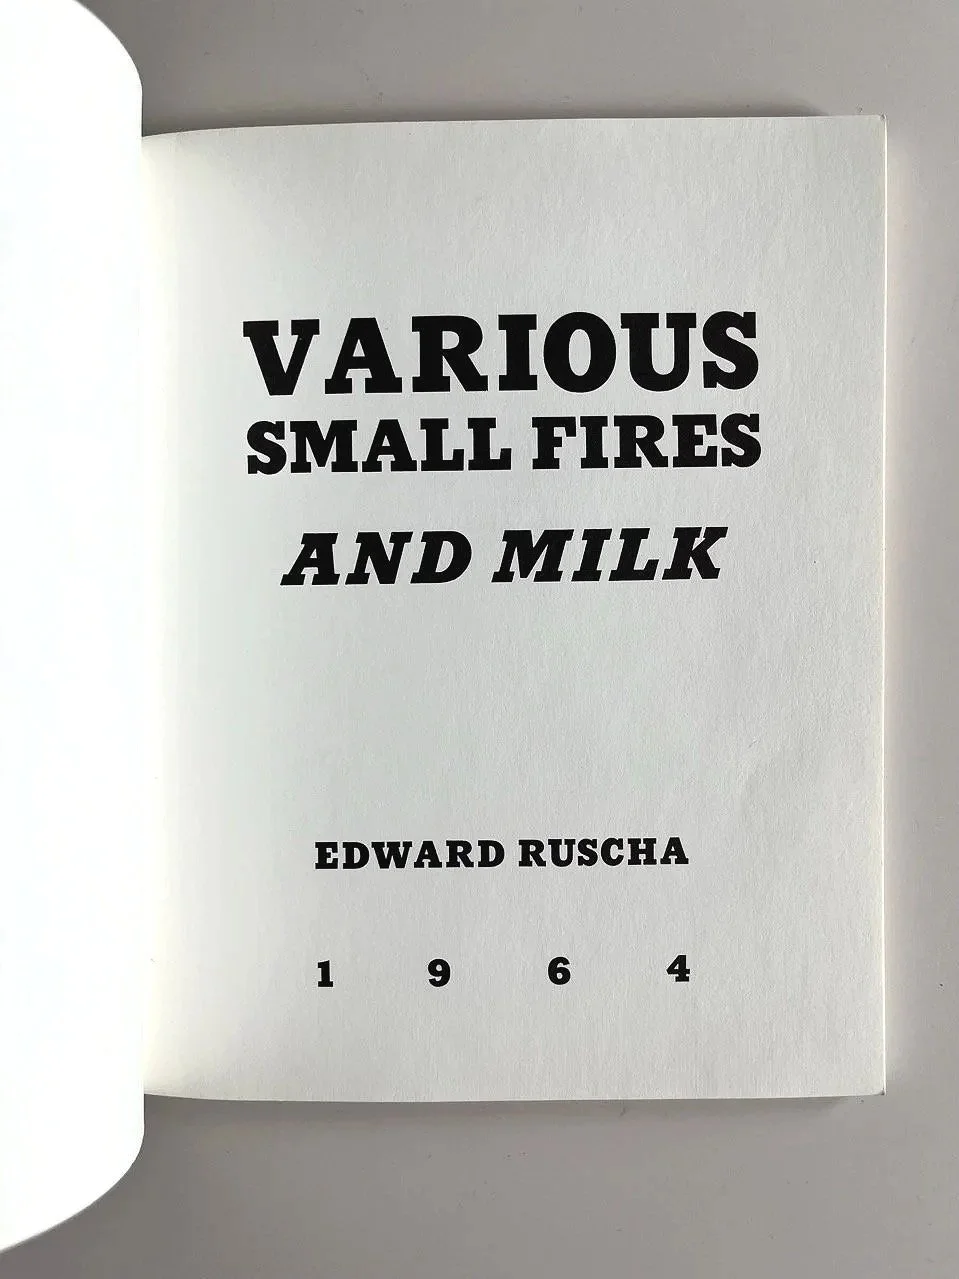 VARIOUS
SMALL FIRES
AND MILK
EDWARD RUSCHA
1 9 6 4